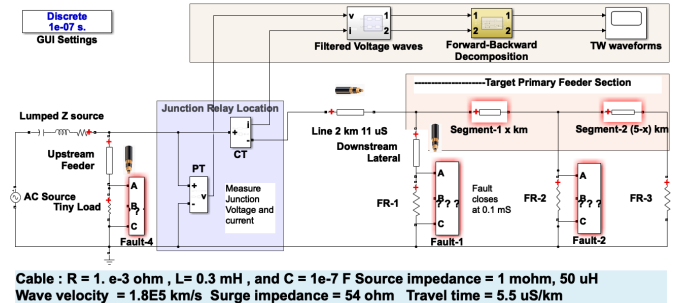 Discrete
1e-07 s.
GUI Settings
v 1 1
i 2 2
Filtered Voltage waves
Forward-Backward
Decomposition
TW waveforms
----------------------Target Primary Feeder Section
Junction Relay Location
Lumped Z source
CT
i
Line 2 km 11 uS
Segment-1 x km
Segment-2 (5-x) km
Upstream
Feeder
PT
v
Downstream
Lateral
AC Source
Tiny Load
A
B
C
? ? ?
Fault-4
Measure
Junction
Voltage and
current
FR-1
A
B
C
? ? ?
Fault-1
Fault
closes
at 0.1 mS
FR-2
A
B
C
? ? ?
Fault-2
FR-3
Cable : R = 1. e-3 ohm , L= 0.3 mH , and C = 1e-7 F Source impedance = 1 mohm, 50 uH
Wave velocity = 1.8E5 km/s Surge impedance = 54 ohm Travel time = 5.5 uS/km